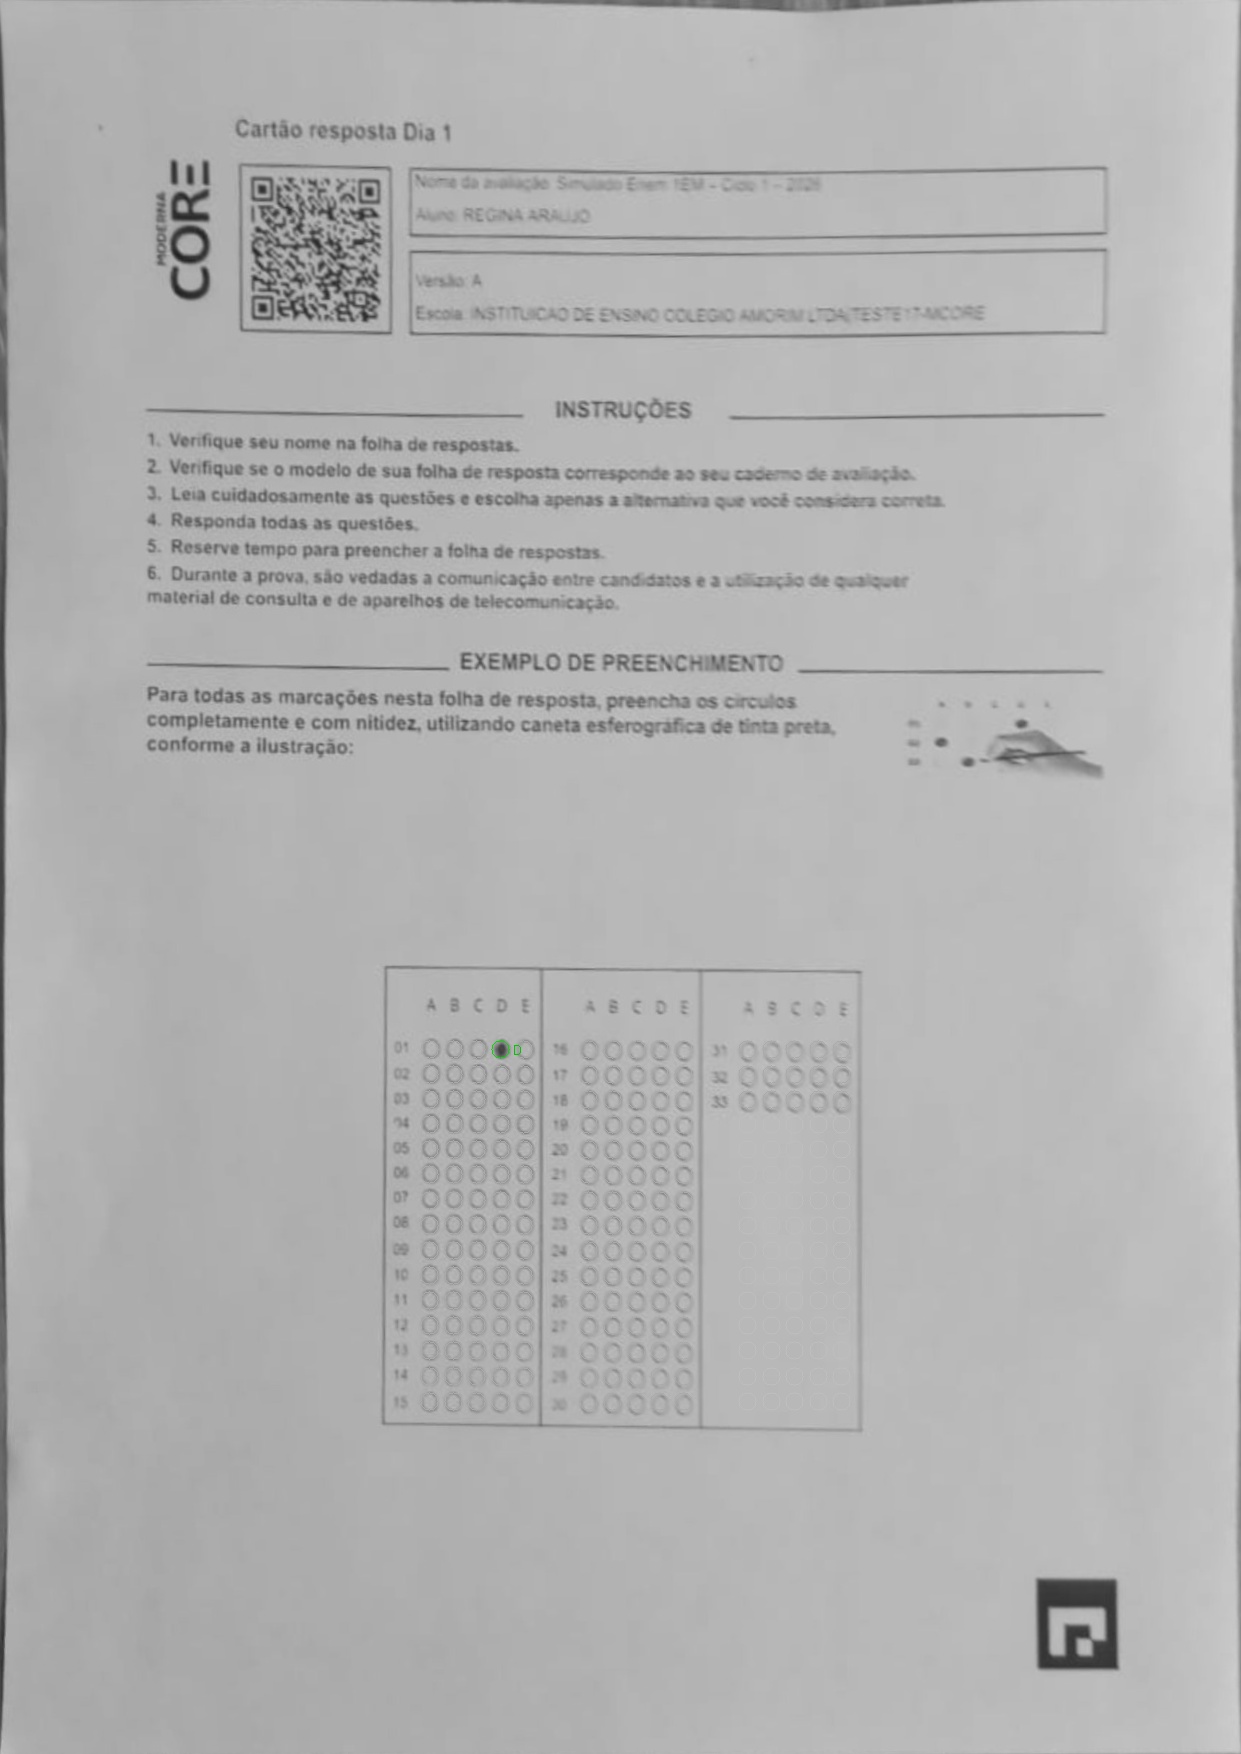 Cartão resposta Dia 1
MODERNA
CORE
Nome da avaliação: Simulado Enem 1EM - Ciclo 1 - 2026
Aluno: REGINA ARAUJO
Versão: A
Escola: INSTITUICAO DE ENSINO COLEGIO AMORIM LTDA/TESTE17-MCORE
INSTRUÇÕES
1. Verifique seu nome na folha de respostas.
2. Verifique se o modelo de sua folha de resposta corresponde ao seu caderno de avaliação.
3. Leia cuidadosamente as questões e escolha apenas a alternativa que você considera correta.
4. Responda todas as questões.
5. Reserve tempo para preencher a folha de respostas.
6. Durante a prova, são vedadas a comunicação entre candidatos e a utilização de qualquer
material de consulta e de aparelhos de telecomunicação.
EXEMPLO DE PREENCHIMENTO
Para todas as marcações nesta folha de resposta, preencha os círculos
completamente e com nitidez, utilizando caneta esferográfica de tinta preta,
conforme a ilustração:
A B C D E A B C D E A B C D E
01 D 16 31
02 17 32
03 18 33
04 19
05 20
06 21
07 22
08 23
09 24
10 25
11 26
12 27
13 28
14 29
15 30